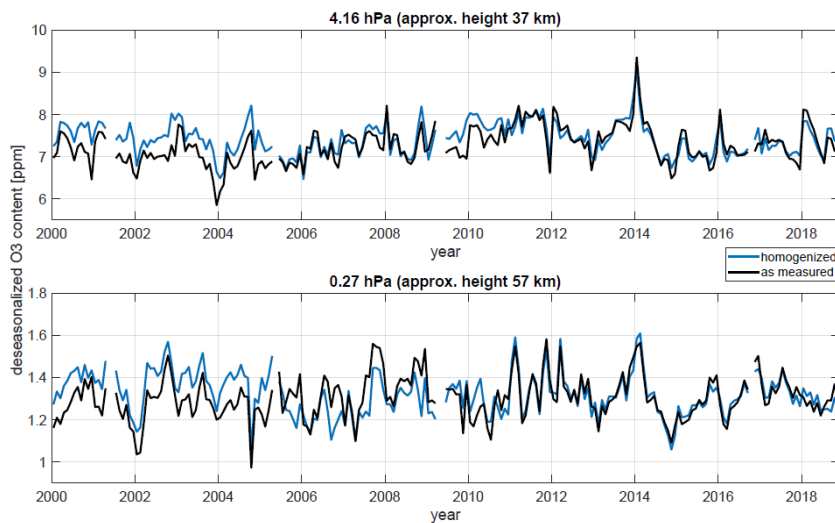 4.16 hPa (approx. height 37 km)
10
9
8
7
6
2000 2002 2004 2006 2008 2010 2012 2014 2016 2018
year
deseasonalized O3 content [ppm]
homogenized
as measured
0.27 hPa (approx. height 57 km)
1.8
1.6
1.4
1.2
1
2000 2002 2004 2006 2008 2010 2012 2014 2016 2018
year